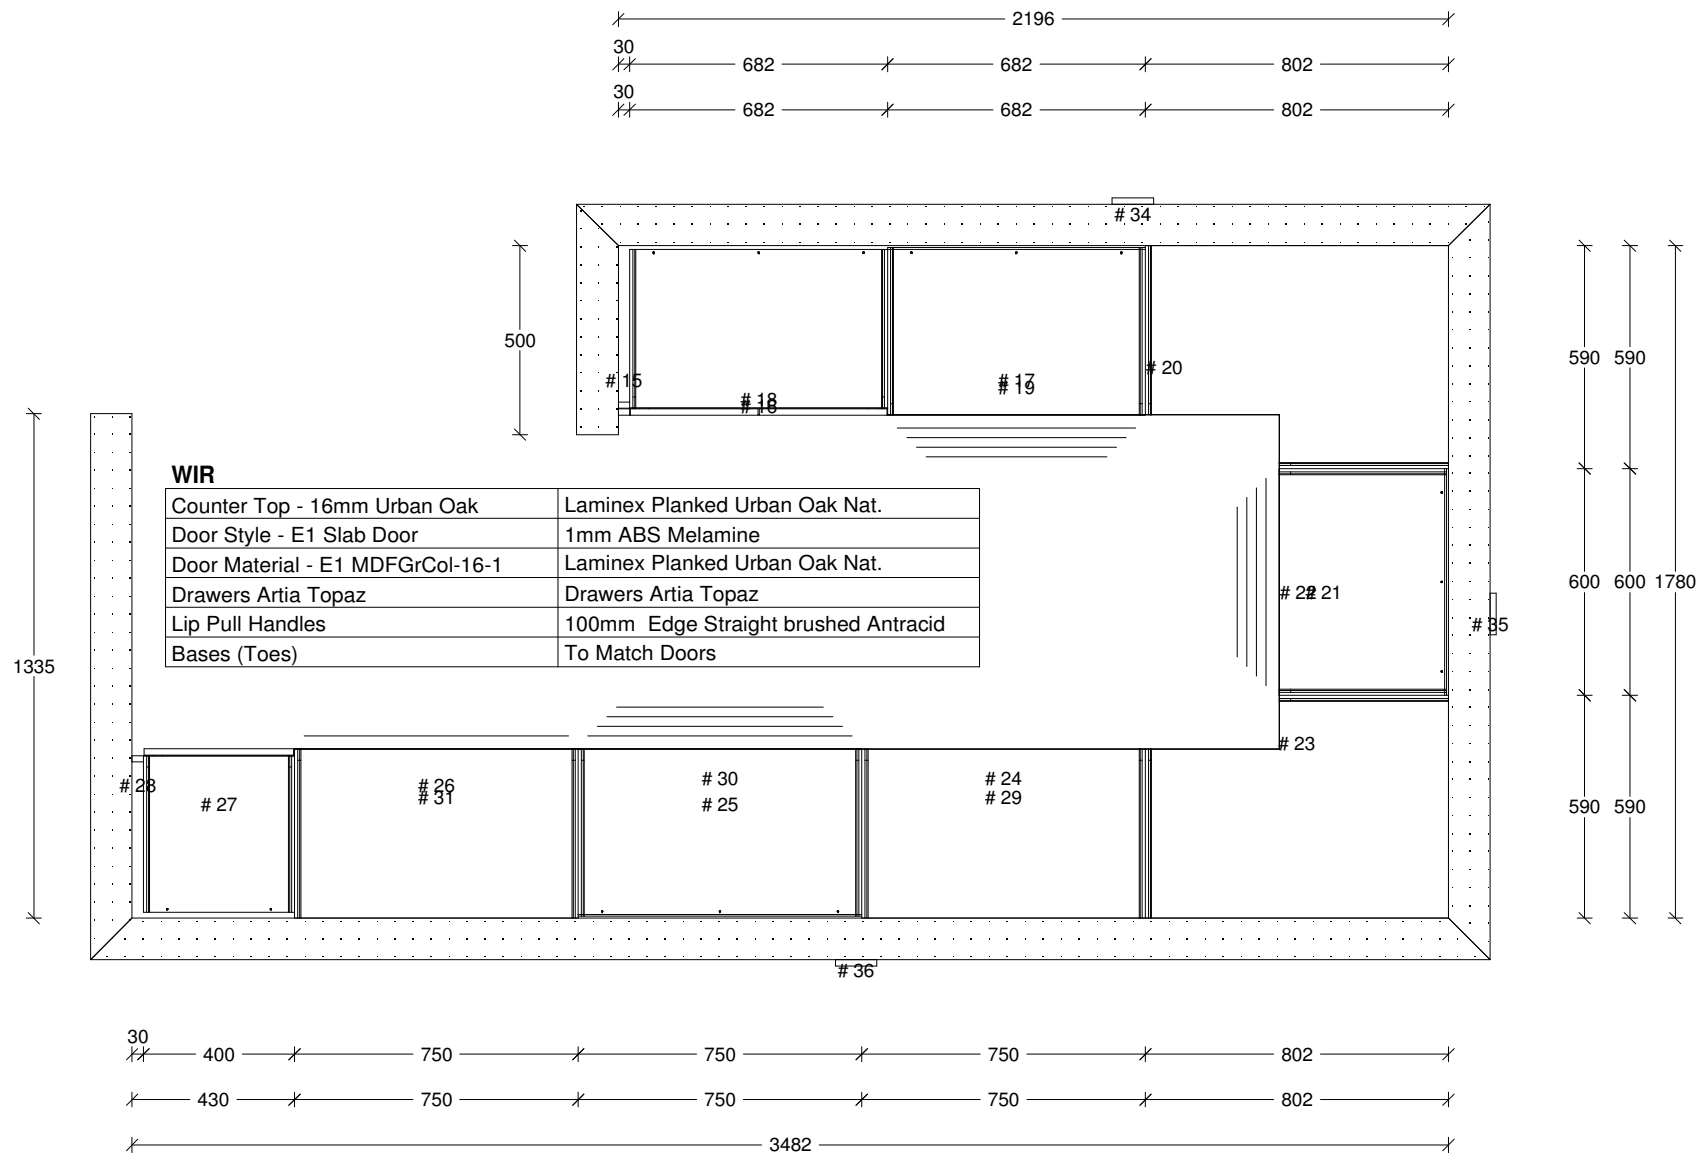 2196
30
682 682 802
30
682 682 802
# 34
500
# 15
# 18
# 16
# 17
# 19
# 20
590 590
WIR
Counter Top - 16mm Urban Oak Laminex Planked Urban Oak Nat.
Door Style - E1 Slab Door 1mm ABS Melamine
Door Material - E1 MDFGrCol-16-1 Laminex Planked Urban Oak Nat.
Drawers Artia Topaz Drawers Artia Topaz
Lip Pull Handles 100mm Edge Straight brushed Antracid
Bases (Toes) To Match Doors
# 22 # 21
600 600 1780
# 35
1335
# 23
# 28
# 27
# 26
# 31
# 30
# 25
# 24
# 29
590 590
# 36
30
400 750 750 750 802
430 750 750 750 802
3482